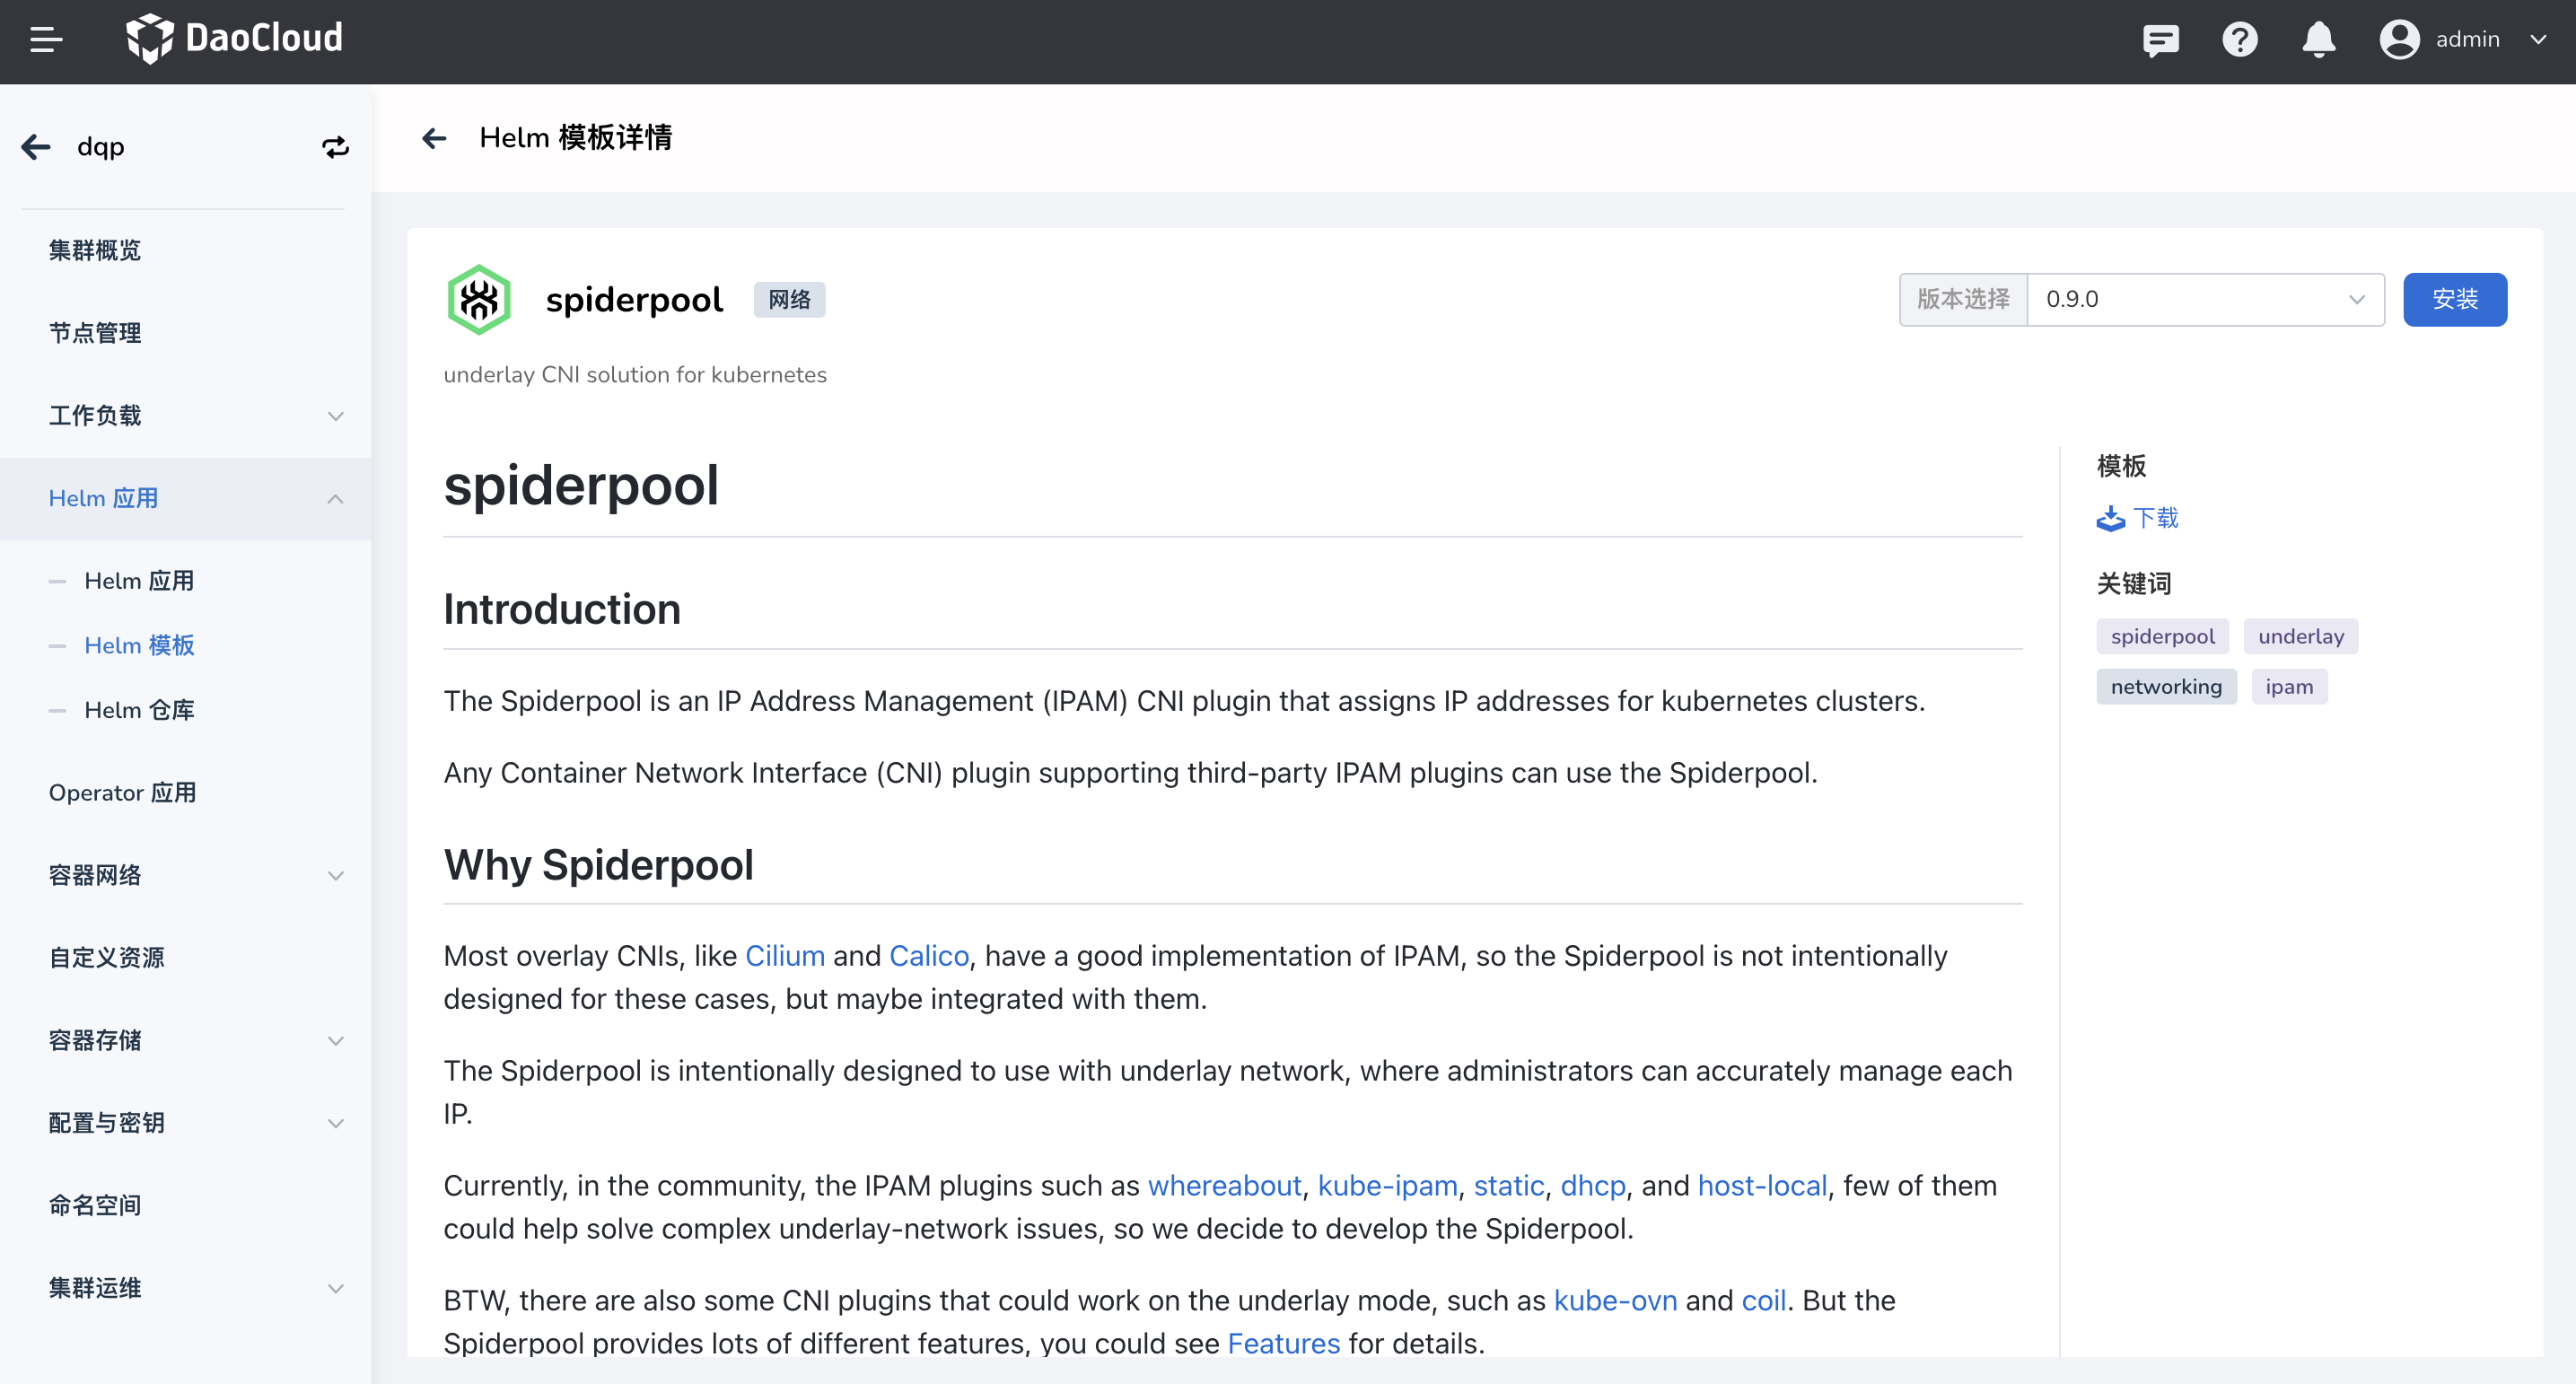 DaoCloud
admin
dqp
集群概览
节点管理
工作负载
Helm 应用
Helm 应用
Helm 模板
Helm 仓库
Operator 应用
容器网络
自定义资源
容器存储
配置与密钥
命名空间
集群运维
Helm 模板详情
spiderpool 网络
版本选择 0.9.0 安装
underlay CNI solution for kubernetes
spiderpool
Introduction
The Spiderpool is an IP Address Management (IPAM) CNI plugin that assigns IP addresses for kubernetes clusters.
Any Container Network Interface (CNI) plugin supporting third-party IPAM plugins can use the Spiderpool.
Why Spiderpool
Most overlay CNIs, like Cilium and Calico, have a good implementation of IPAM, so the Spiderpool is not intentionally
designed for these cases, but maybe integrated with them.
The Spiderpool is intentionally designed to use with underlay network, where administrators can accurately manage each
IP.
Currently, in the community, the IPAM plugins such as whereabout, kube-ipam, static, dhcp, and host-local, few of them
could help solve complex underlay-network issues, so we decide to develop the Spiderpool.
BTW, there are also some CNI plugins that could work on the underlay mode, such as kube-ovn and coil. But the
Spiderpool provides lots of different features, you could see Features for details.
模板
下载
关键词
spiderpool underlay
networking ipam